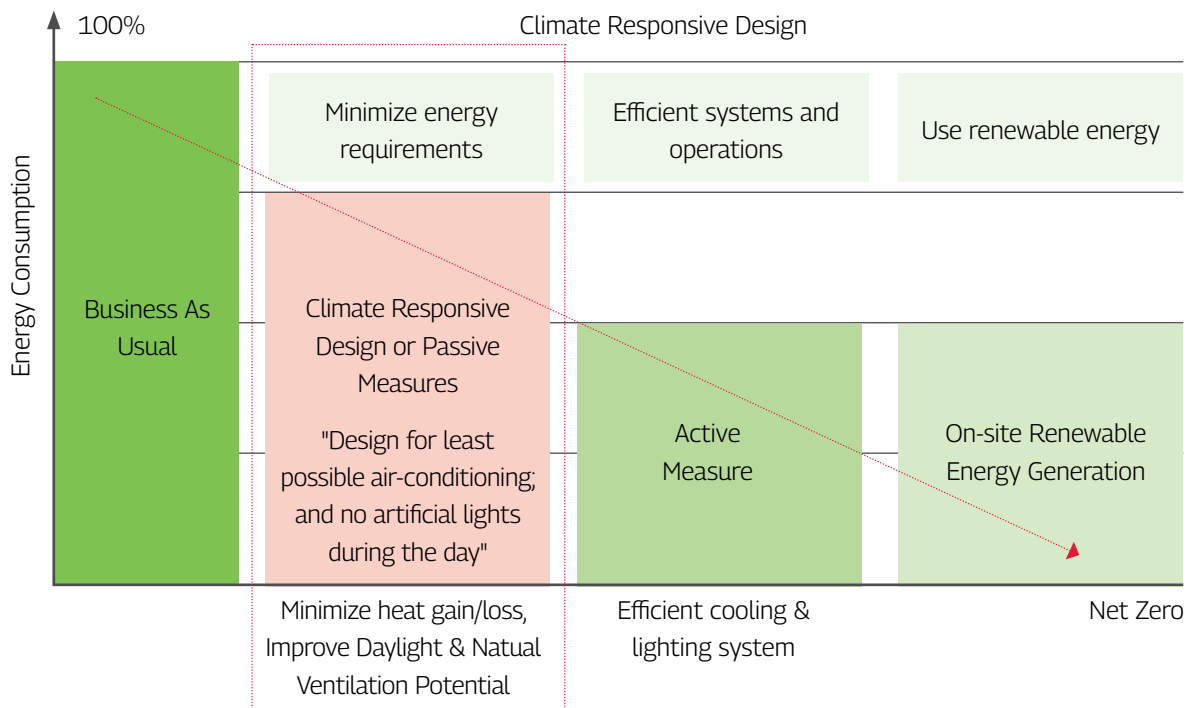 100%
Climate Responsive Design
Energy Consumption
Minimize energy
requirements
Efficient systems and
operations
Use renewable energy
Business As
Usual
Climate Responsive
Design or Passive
Measures
"Design for least
possible air-conditioning;
and no artificial lights
during the day"
Active
Measure
On-site Renewable
Energy Generation
Minimize heat gain/loss,
Improve Daylight & Natual
Ventilation Potential
Efficient cooling &
lighting system
Net Zero